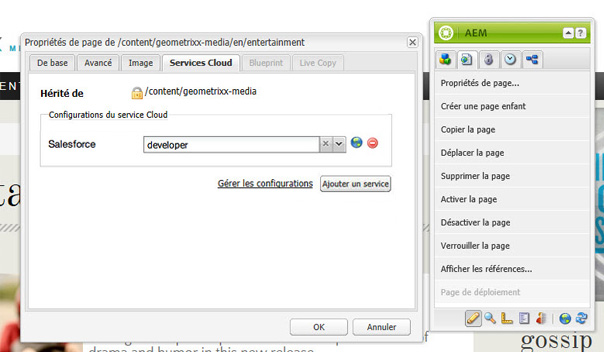 Propriétés de page de /content/geometrixx-media/en/entertainment
De base
Avancé
Image
Services Cloud
Blueprint
Live Copy
Hérité de
/content/geometrixx-media
Configurations du service Cloud
Salesforce
developer
Gérer les configurations
Ajouter un service
OK
Annuler
AEM
?
Propriétés de page...
Créer une page enfant
Copier la page
Déplacer la page
Supprimer la page
Activer la page
Désactiver la page
Verrouiller la page
Afficher les références...
Page de déploiement
of
drama and humor in this new release
gossip